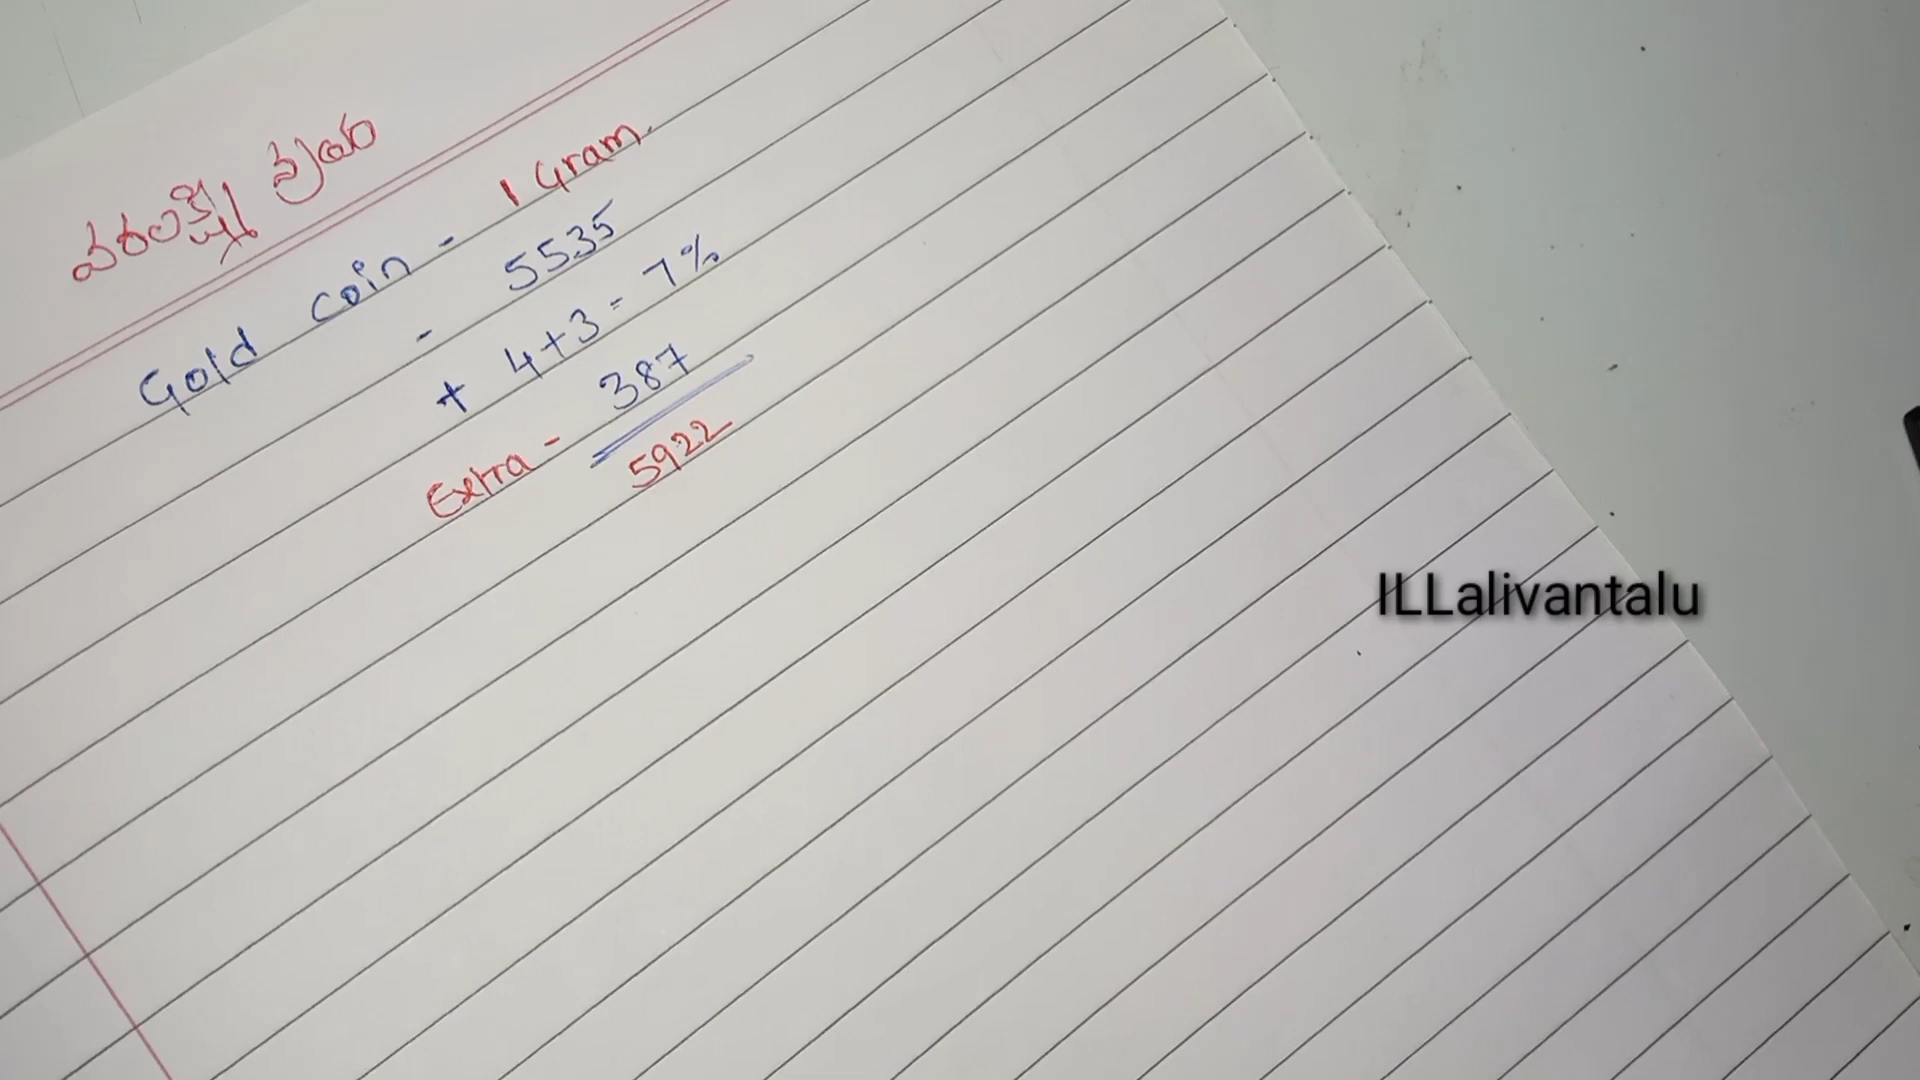 వరలక్ష్మి వ్రతం
Gold coin - 1 Gram.
- 5535
+ 4+3 = 7%
Extra - 387
5922
ILLalivantalu